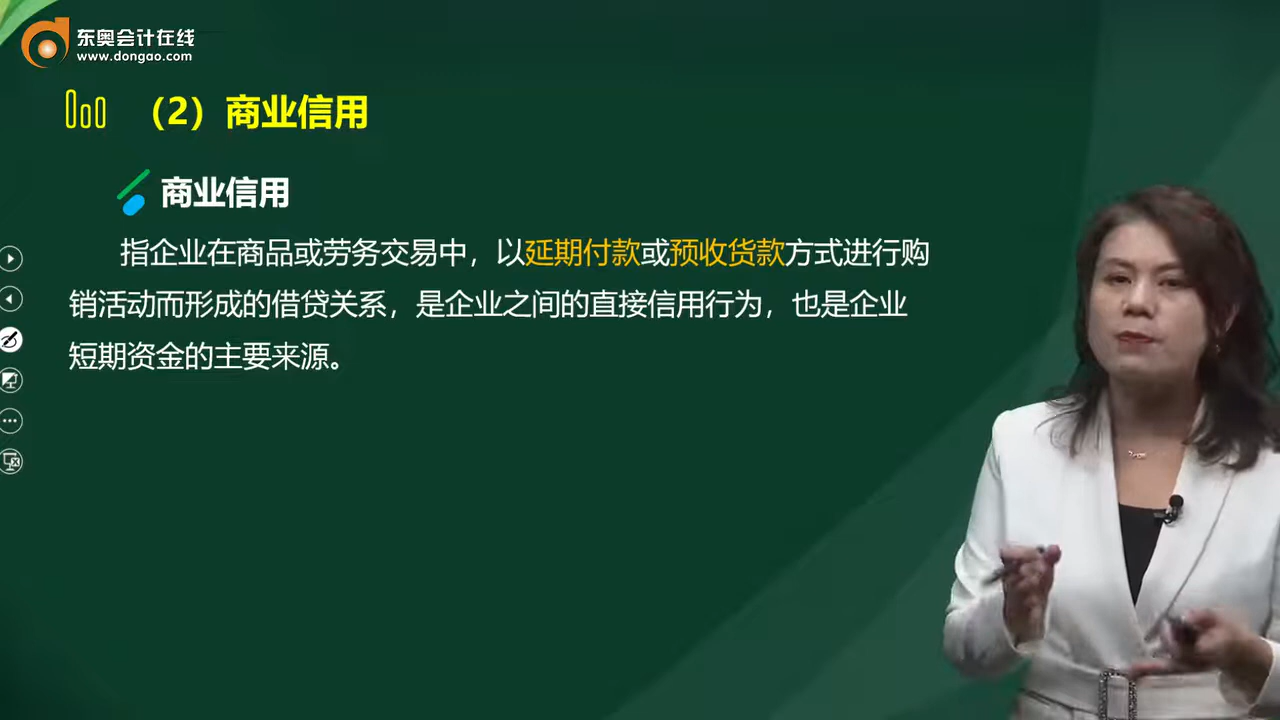 东奥会计在线
www.dongao.com
（2）商业信用
商业信用
指企业在商品或劳务交易中，以延期付款或预收货款方式进行购
销活动而形成的借贷关系，是企业之间的直接信用行为，也是企业
短期资金的主要来源。